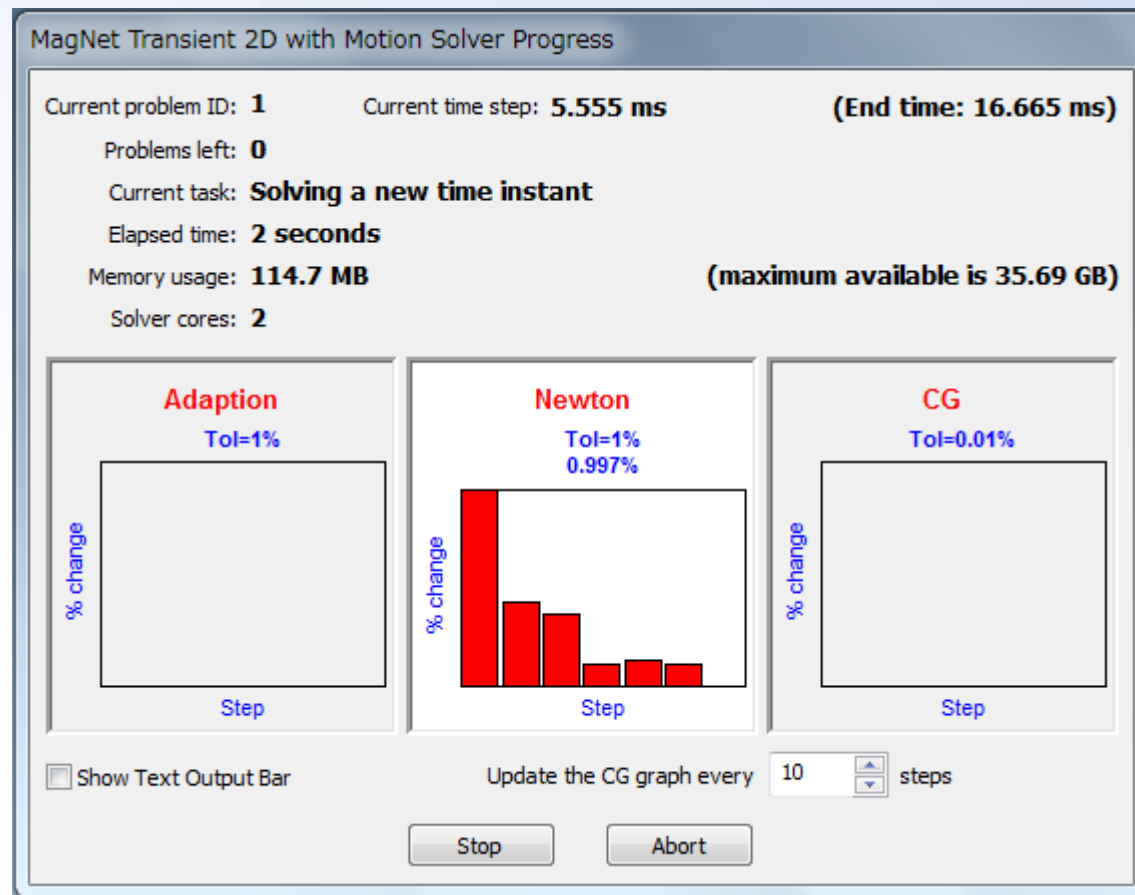 MagNet Transient 2D with Motion Solver Progress
Current problem ID: 1 Current time step: 5.555 ms (End time: 16.665 ms)
Problems left: 0
Current task: Solving a new time instant
Elapsed time: 2 seconds
Memory usage: 114.7 MB (maximum available is 35.69 GB)
Solver cores: 2
Adaption
Tol=1%
% change
Step
Newton
Tol=1%
0.997%
% change
Step
CG
Tol=0.01%
% change
Step
Show Text Output Bar
Update the CG graph every 10 steps
Stop
Abort